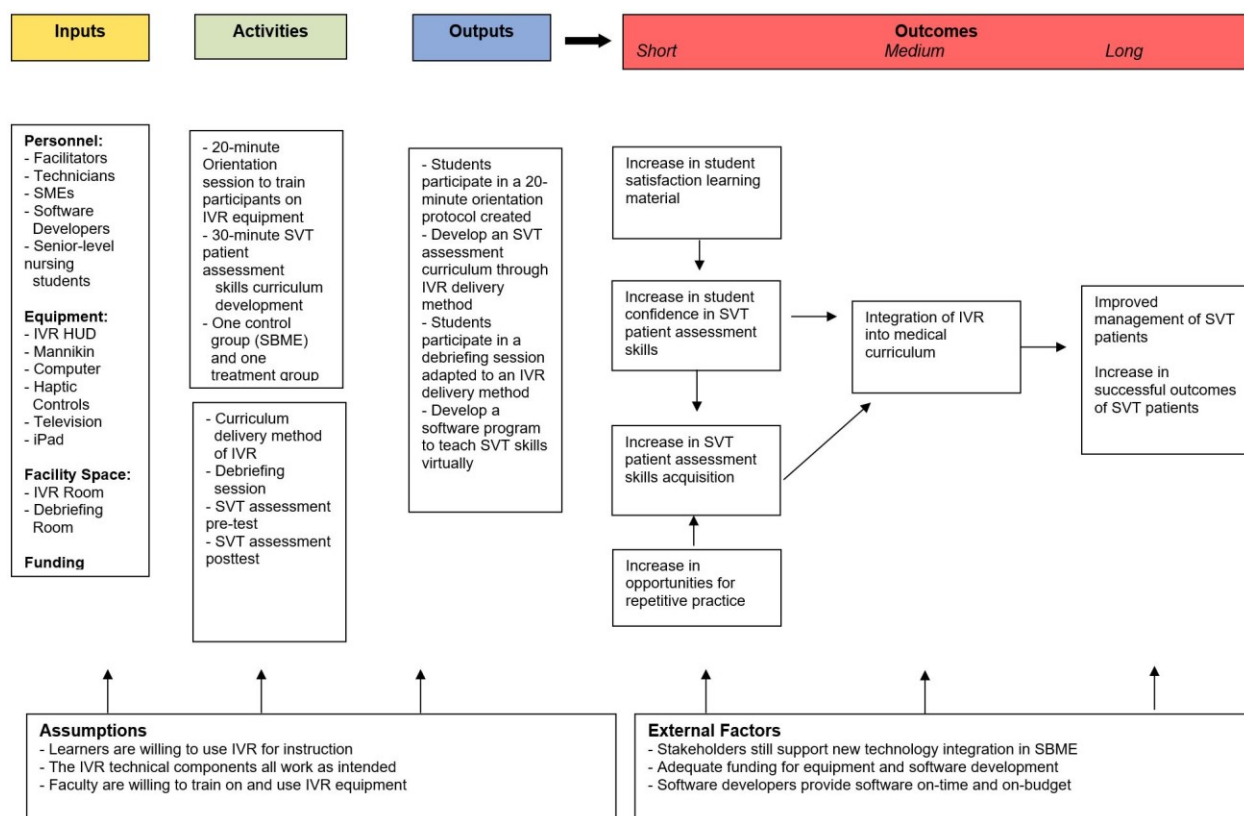 Inputs
Activities
Outputs
Outcomes
Short
Medium
Long
Personnel:
- Facilitators
- Technicians
- SMEs
- Software
Developers
- Senior-level
nursing
students
Equipment:
- IVR HUD
- Mannikin
- Computer
- Haptic
Controls
- Television
- iPad
Facility Space:
- IVR Room
- Debriefing
Room
Funding
- 20-minute
Orientation
session to train
participants on
IVR equipment
- 30-minute SVT
patient
assessment
skills curriculum
development
- One control
group (SBME)
and one
treatment group
- Curriculum
delivery method
of IVR
- Debriefing
session
- SVT assessment
pre-test
- SVT assessment
posttest
- Students
participate in a 20-
minute orientation
protocol created
- Develop an SVT
assessment
curriculum through
IVR delivery
method
- Students
participate in a
debriefing session
adapted to an IVR
delivery method
- Develop a
software program
to teach SVT skills
virtually
Increase in student
satisfaction learning
material
Increase in student
confidence in SVT
patient assessment
skills
Increase in SVT
patient assessment
skills acquisition
Increase in
opportunities for
repetitive practice
Integration of IVR
into medical
curriculum
Improved
management of SVT
patients
Increase in
successful outcomes
of SVT patients
Assumptions
- Learners are willing to use IVR for instruction
- The IVR technical components all work as intended
- Faculty are willing to train on and use IVR equipment
External Factors
- Stakeholders still support new technology integration in SBME
- Adequate funding for equipment and software development
- Software developers provide software on-time and on-budget